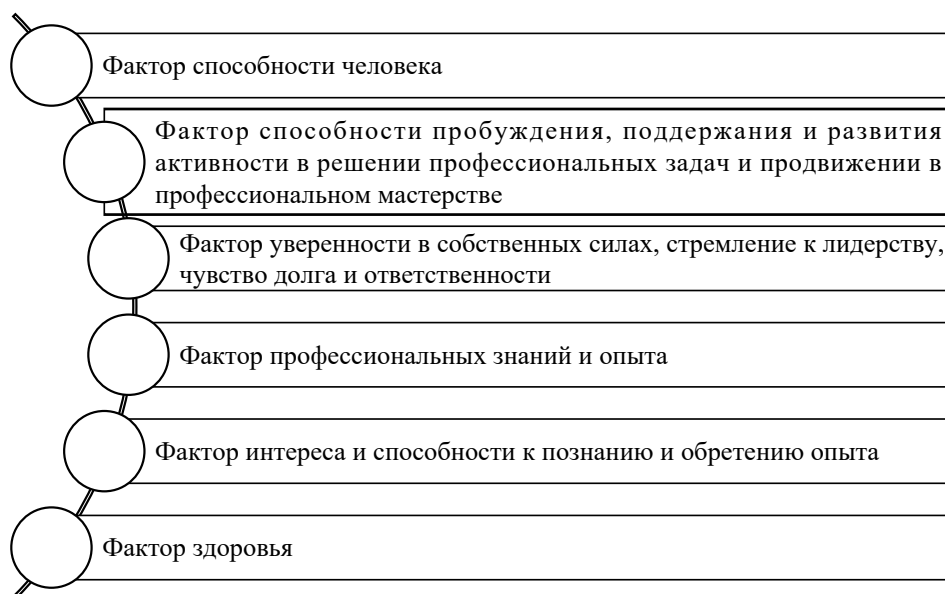 Фактор способности человека
Фактор способности пробуждения, поддержания и развития
активности в решении профессиональных задач и продвижении в
профессиональном мастерстве
Фактор уверенности в собственных силах, стремление к лидерству,
чувство долга и ответственности
Фактор профессиональных знаний и опыта
Фактор интереса и способности к познанию и обретению опыта
Фактор здоровья